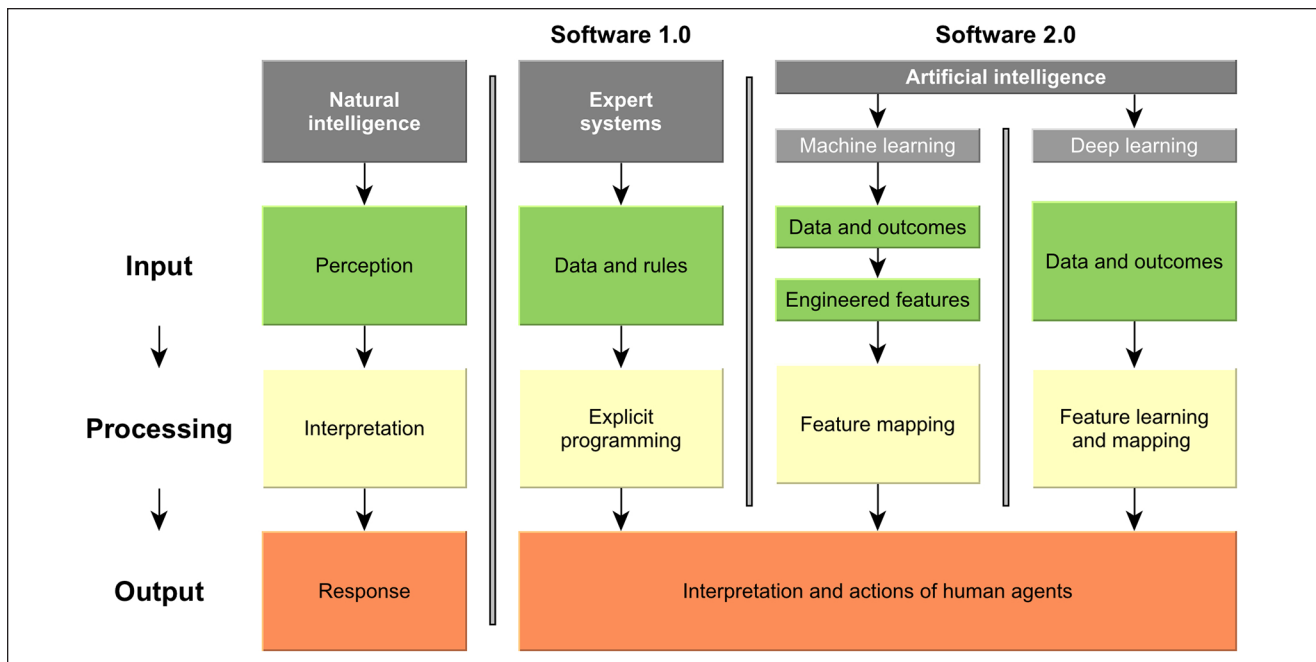 Software 1.0
Software 2.0
Natural
intelligence
Expert
systems
Artificial intelligence
Machine learning
Deep learning
Input
Perception
Data and rules
Data and outcomes
Engineered features
Data and outcomes
Processing
Interpretation
Explicit
programming
Feature mapping
Feature learning
and mapping
Output
Response
Interpretation and actions of human agents